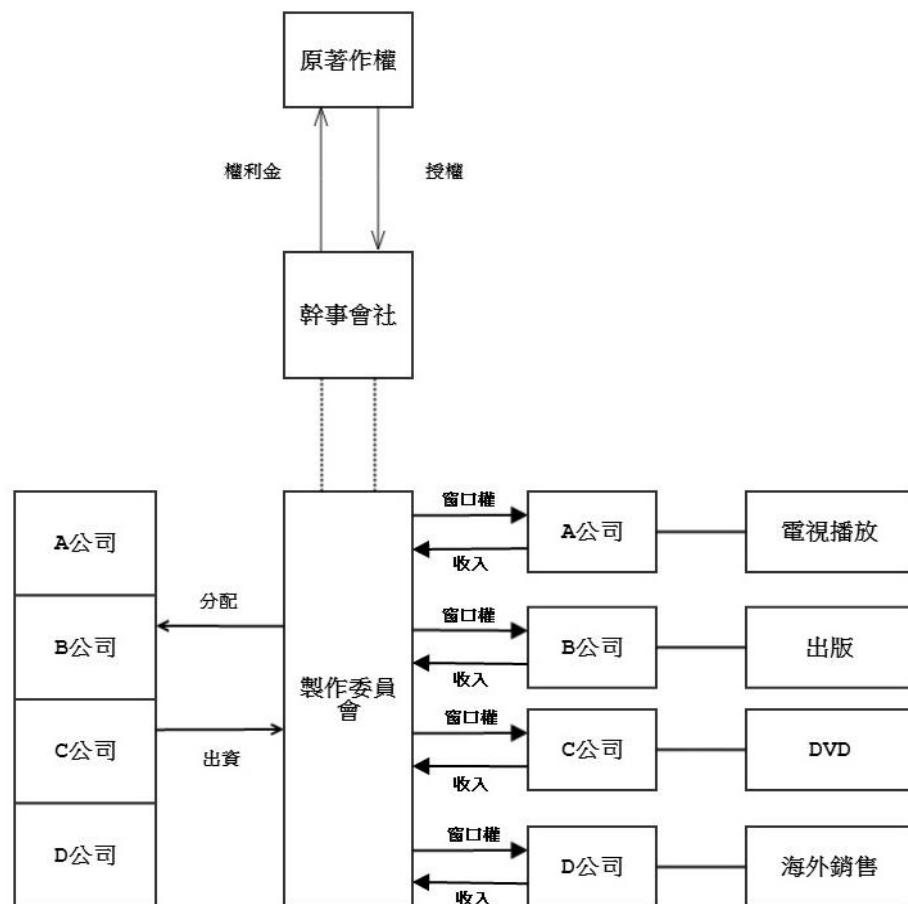 原著作權
權利金
授權
幹事會社
A公司
B公司
C公司
D公司
分配
出資
製作委員
會
窗口權
收入
A公司
電視播放
窗口權
收入
B公司
出版
窗口權
收入
C公司
DVD
窗口權
收入
D公司
海外銷售